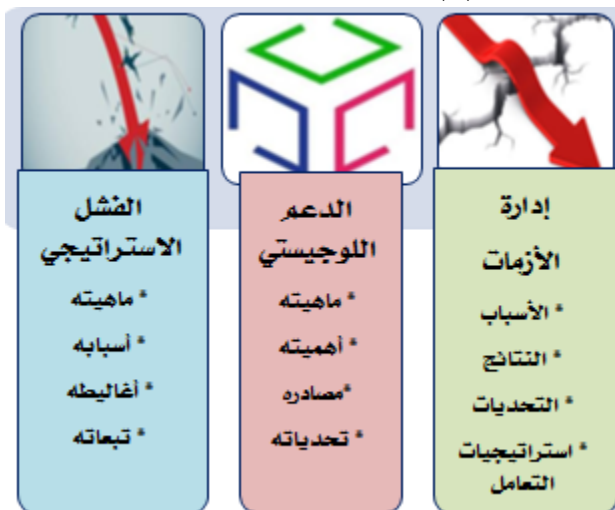 إدارة
الأزمات
* الأسباب
* النتائج
* التحديات
* استراتيجيات
التعامل
الدعم
اللوجيستي
* ماهيته
* أهميته
*مصادره
* تحدياته
الفشل
الاستراتيجي
* ماهيته
* أسبابه
* أغاليطه
* تبعاته